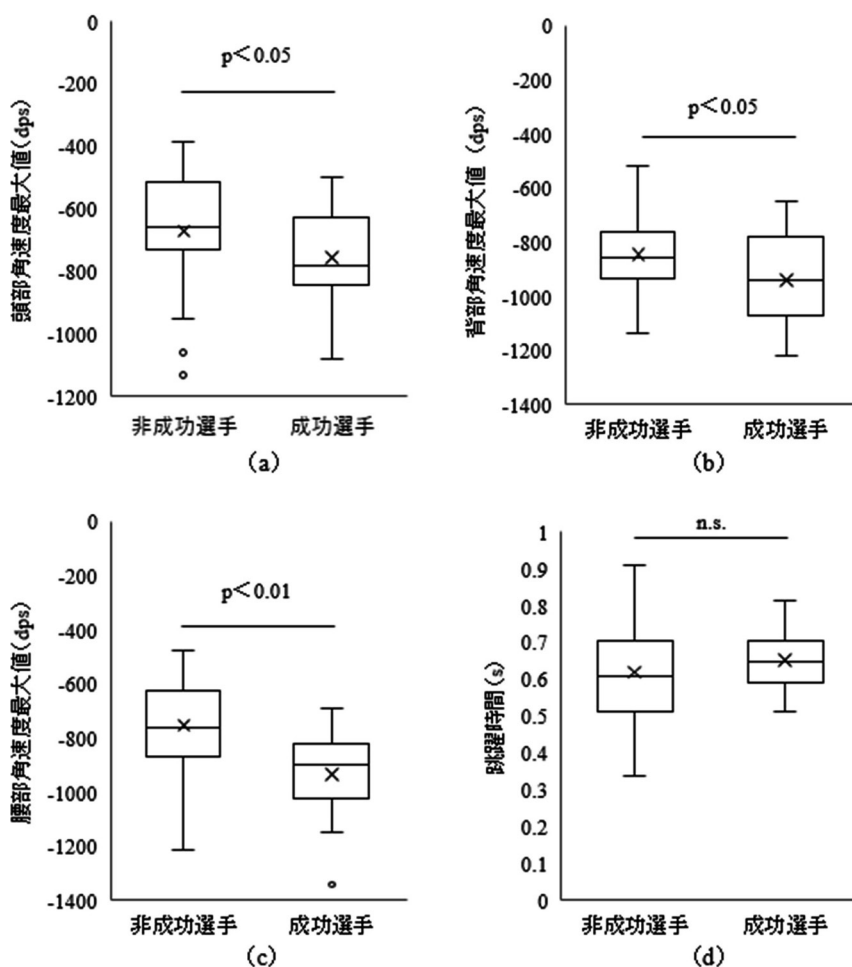 0
-200
-400
-600
-800
-1000
-1200
頭部角速度最大値(dps)
p<0.05
非成功選手 成功選手
(a)
0
-200
-400
-600
-800
-1000
-1200
-1400
背部角速度最大値 (dps)
p<0.05
非成功選手 成功選手
(b)
0
-200
-400
-600
-800
-1000
-1200
-1400
腰部角速度最大値(dps)
p<0.01
非成功選手 成功選手
(c)
1
0.9
0.8
0.7
0.6
0.5
0.4
0.3
0.2
0.1
0
跳躍時間(s)
n.s.
非成功選手 成功選手
(d)